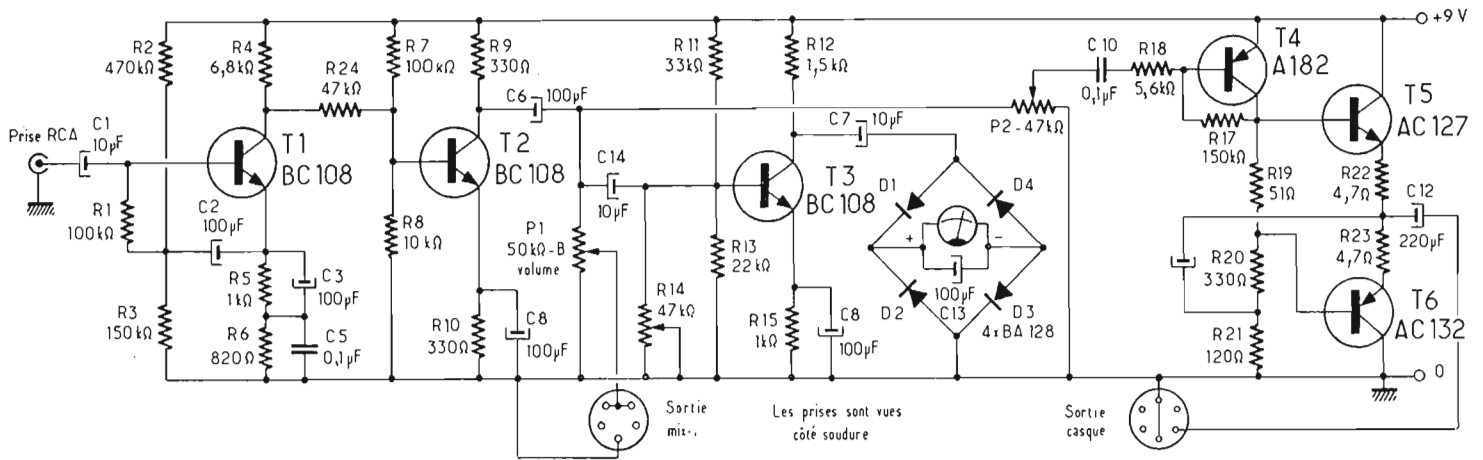 +9 V
R2
470kΩ
R4
6,8kΩ
R24
47kΩ
R7
100kΩ
R9
330Ω
C6
100µF
R11
33kΩ
R12
1,5kΩ
C7
10µF
P2-47kΩ
C10
0,1µF
R18
5,6kΩ
T4
A182
R17
150kΩ
T5
AC127
Prise RCA
C1
10µF
T1
BC108
T2
BC108
C14
10µF
T3
BC108
D1
D4
R19
51Ω
R22
4,7Ω
C12
220µF
R1
100kΩ
C2
100µF
R8
10kΩ
P1
50kΩ-B
volume
R13
22kΩ
+
-
R5
1kΩ
C3
100µF
R14
47kΩ
100µF
C13
R20
330Ω
R23
4,7Ω
R3
150kΩ
R6
820Ω
C5
0,1µF
R10
330Ω
C8
100µF
R15
1kΩ
C8
100µF
D2
D3
4xBA 128
R21
120Ω
T6
AC132
0
Sortie
mix.
Les prises sont vues
côté soudure
Sortie
casque